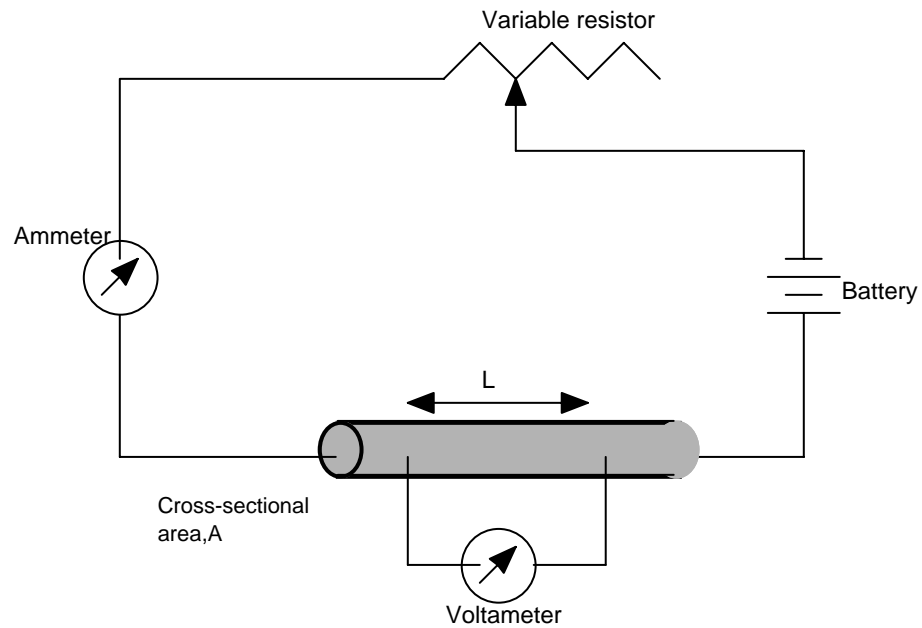 Variable resistor
Ammeter
Battery
L
Cross-sectional
area,A
Voltameter